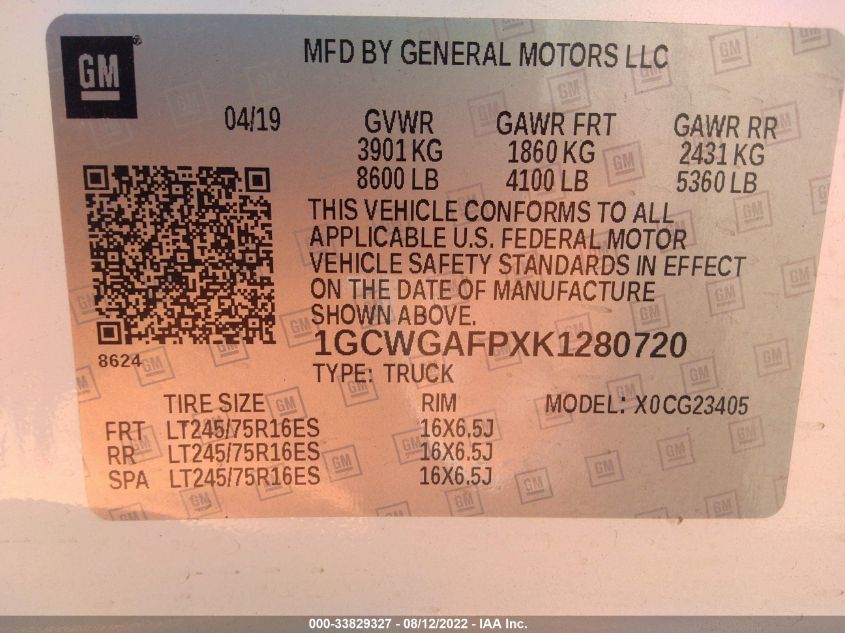 GM
MFD BY GENERAL MOTORS LLC
04/19 GVWR GAWR FRT GAWR RR
3901 KG 1860 KG 2431 KG
8600 LB 4100 LB 5360 LB
THIS VEHICLE CONFORMS TO ALL
APPLICABLE U.S. FEDERAL MOTOR
VEHICLE SAFETY STANDARDS IN EFFECT
ON THE DATE OF MANUFACTURE
SHOWN ABOVE.
1GCWGAFPXK1280720
8624
TYPE: TRUCK
TIRE SIZE RIM MODEL: X0CG23405
FRT LT245/75R16ES 16X6.5J
RR LT245/75R16ES 16X6.5J
SPA LT245/75R16ES 16X6.5J
000-33829327 - 08/12/2022 - IAA Inc.